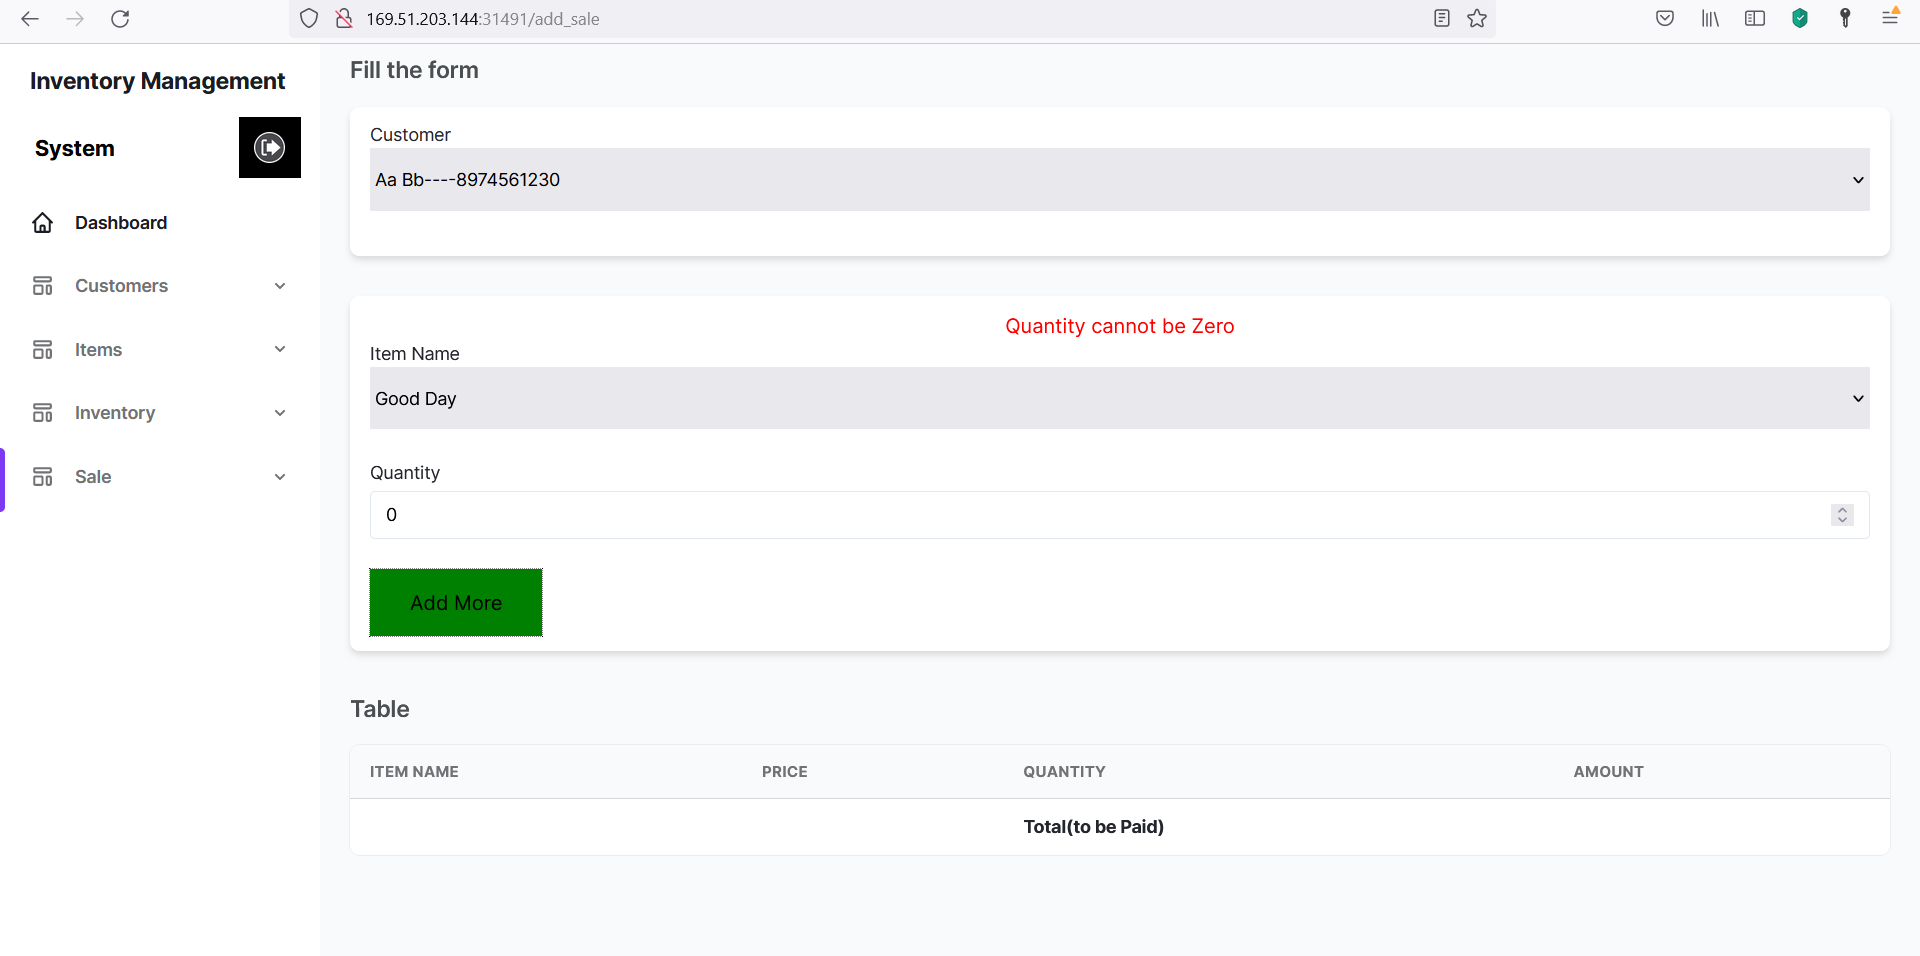 169.51.203.144:31491/add_sale
Inventory Management
System
Dashboard
Customers
Items
Inventory
Sale
Fill the form
Customer
Aa Bb----8974561230
Quantity cannot be Zero
Item Name
Good Day
Quantity
0
Add More
Table
ITEM NAME PRICE QUANTITY AMOUNT
Total(to be Paid)